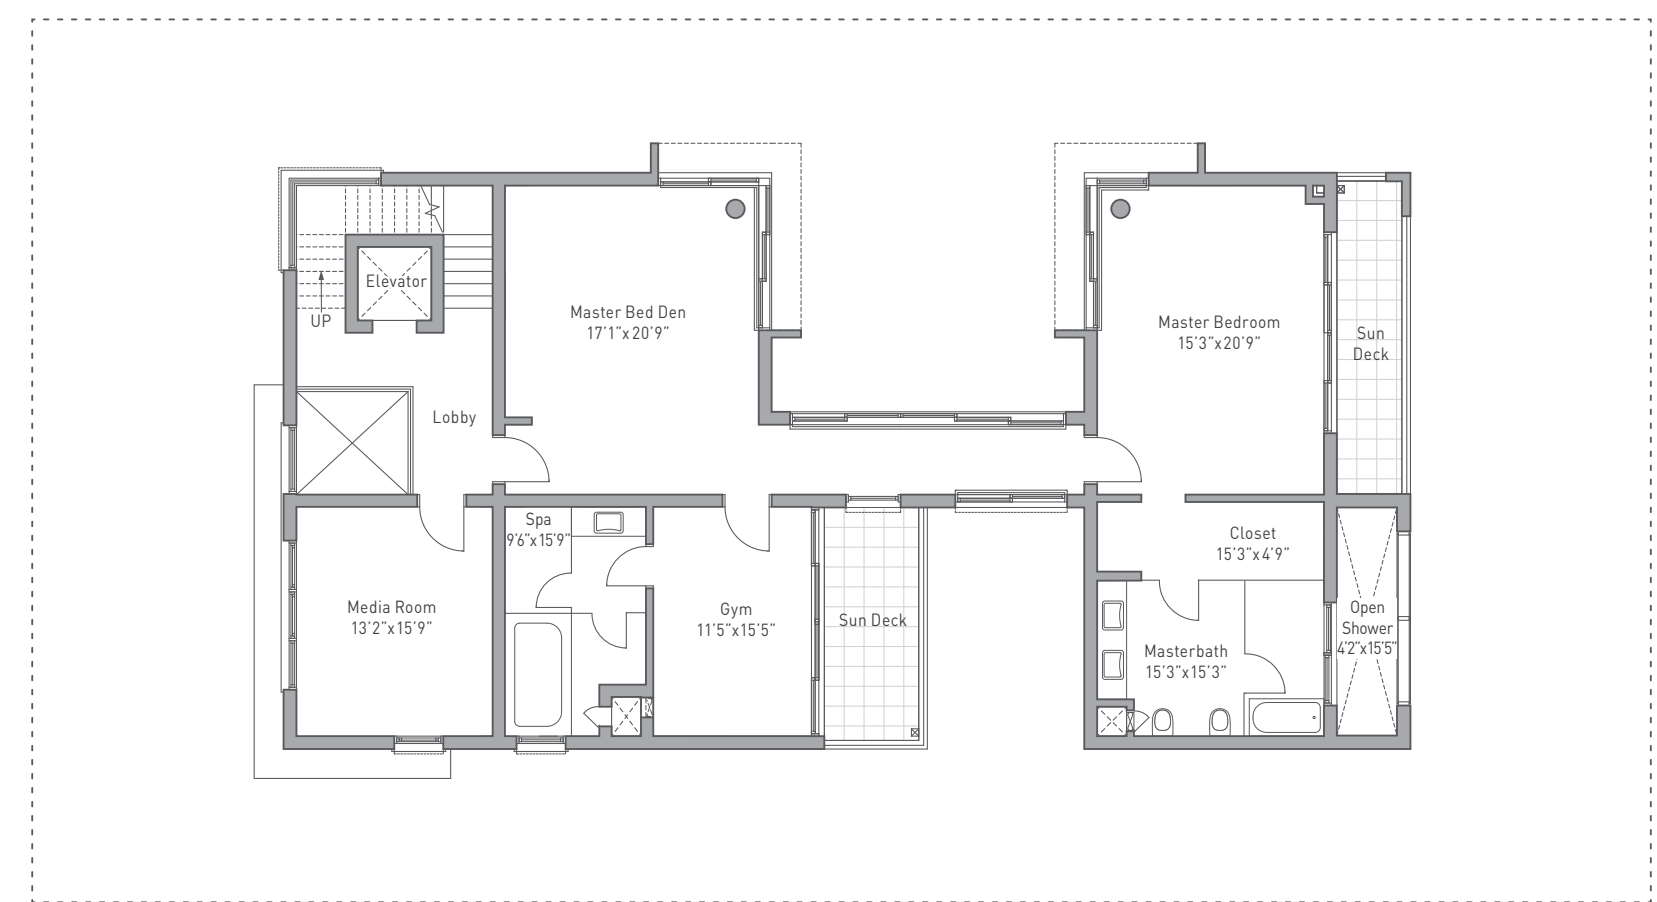 Elevator
UP
Lobby
Master Bed Den
17’1”x20’9”
Master Bedroom
15’3”x20’9”
Sun
Deck
Spa
9’6”x15’9”
Media Room
13’2”x15’9”
Gym
11’5”x15’5”
Sun Deck
Closet
15’3”x4’9”
Masterbath
15’3”x15’3”
Open
Shower
4’2”x15’5”